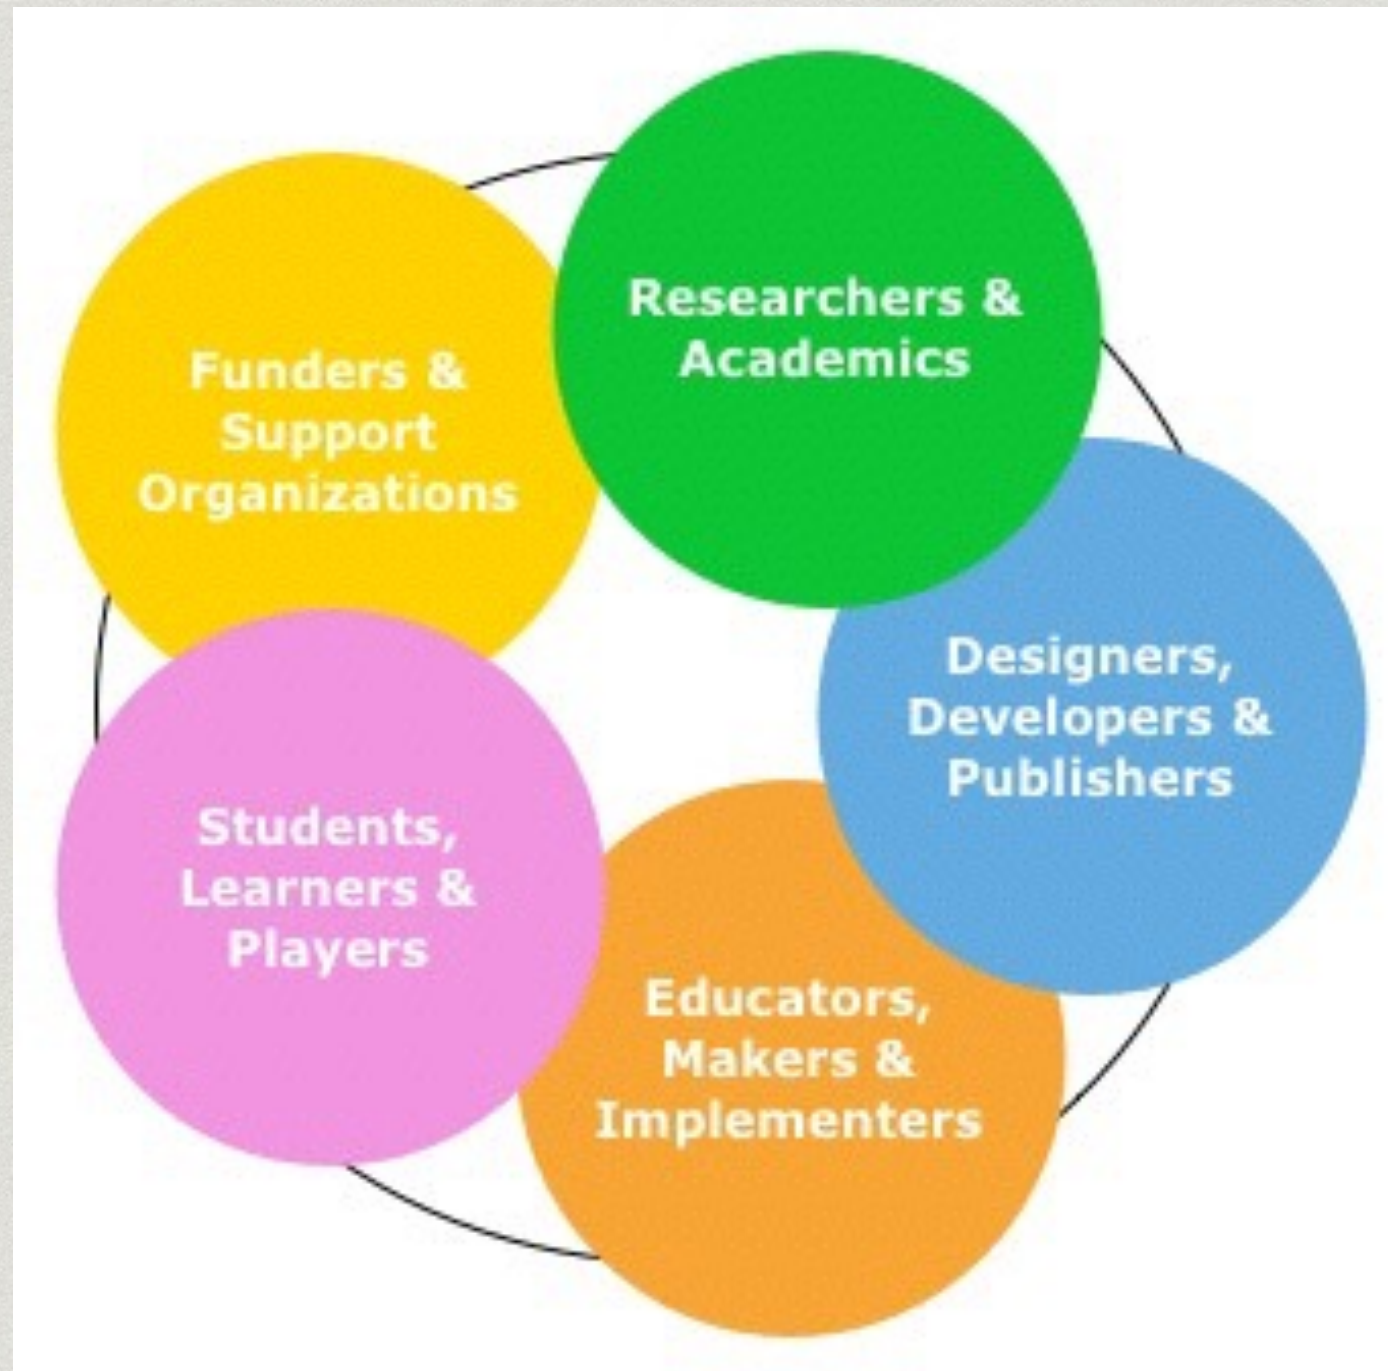 Researchers &
Academics
Funders &
Support
Organizations
Designers,
Developers &
Publishers
Students,
Learners &
Players
Educators,
Makers &
Implementers